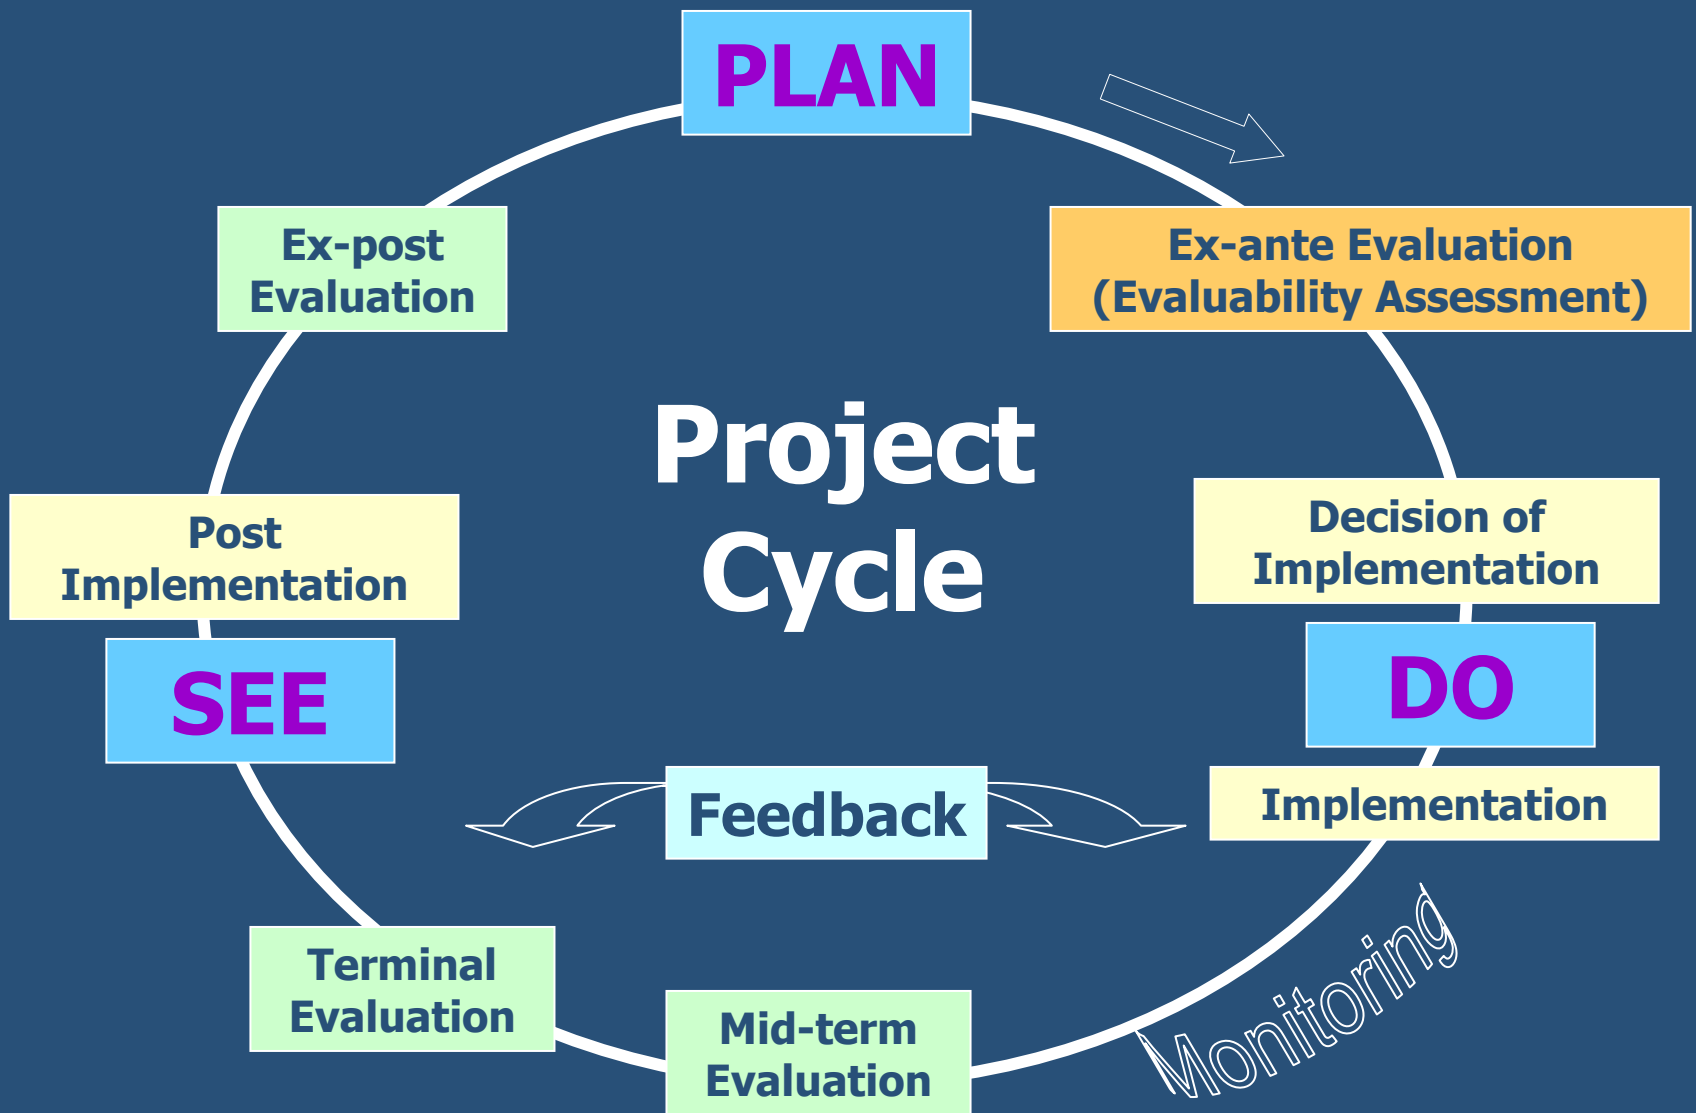 PLAN
Ex-post
Evaluation
Ex-ante Evaluation
(Evaluability Assessment)
Project
Cycle
Post
Implementation
Decision of
Implementation
SEE
DO
Feedback
Implementation
Monitoring
Terminal
Evaluation
Mid-term
Evaluation